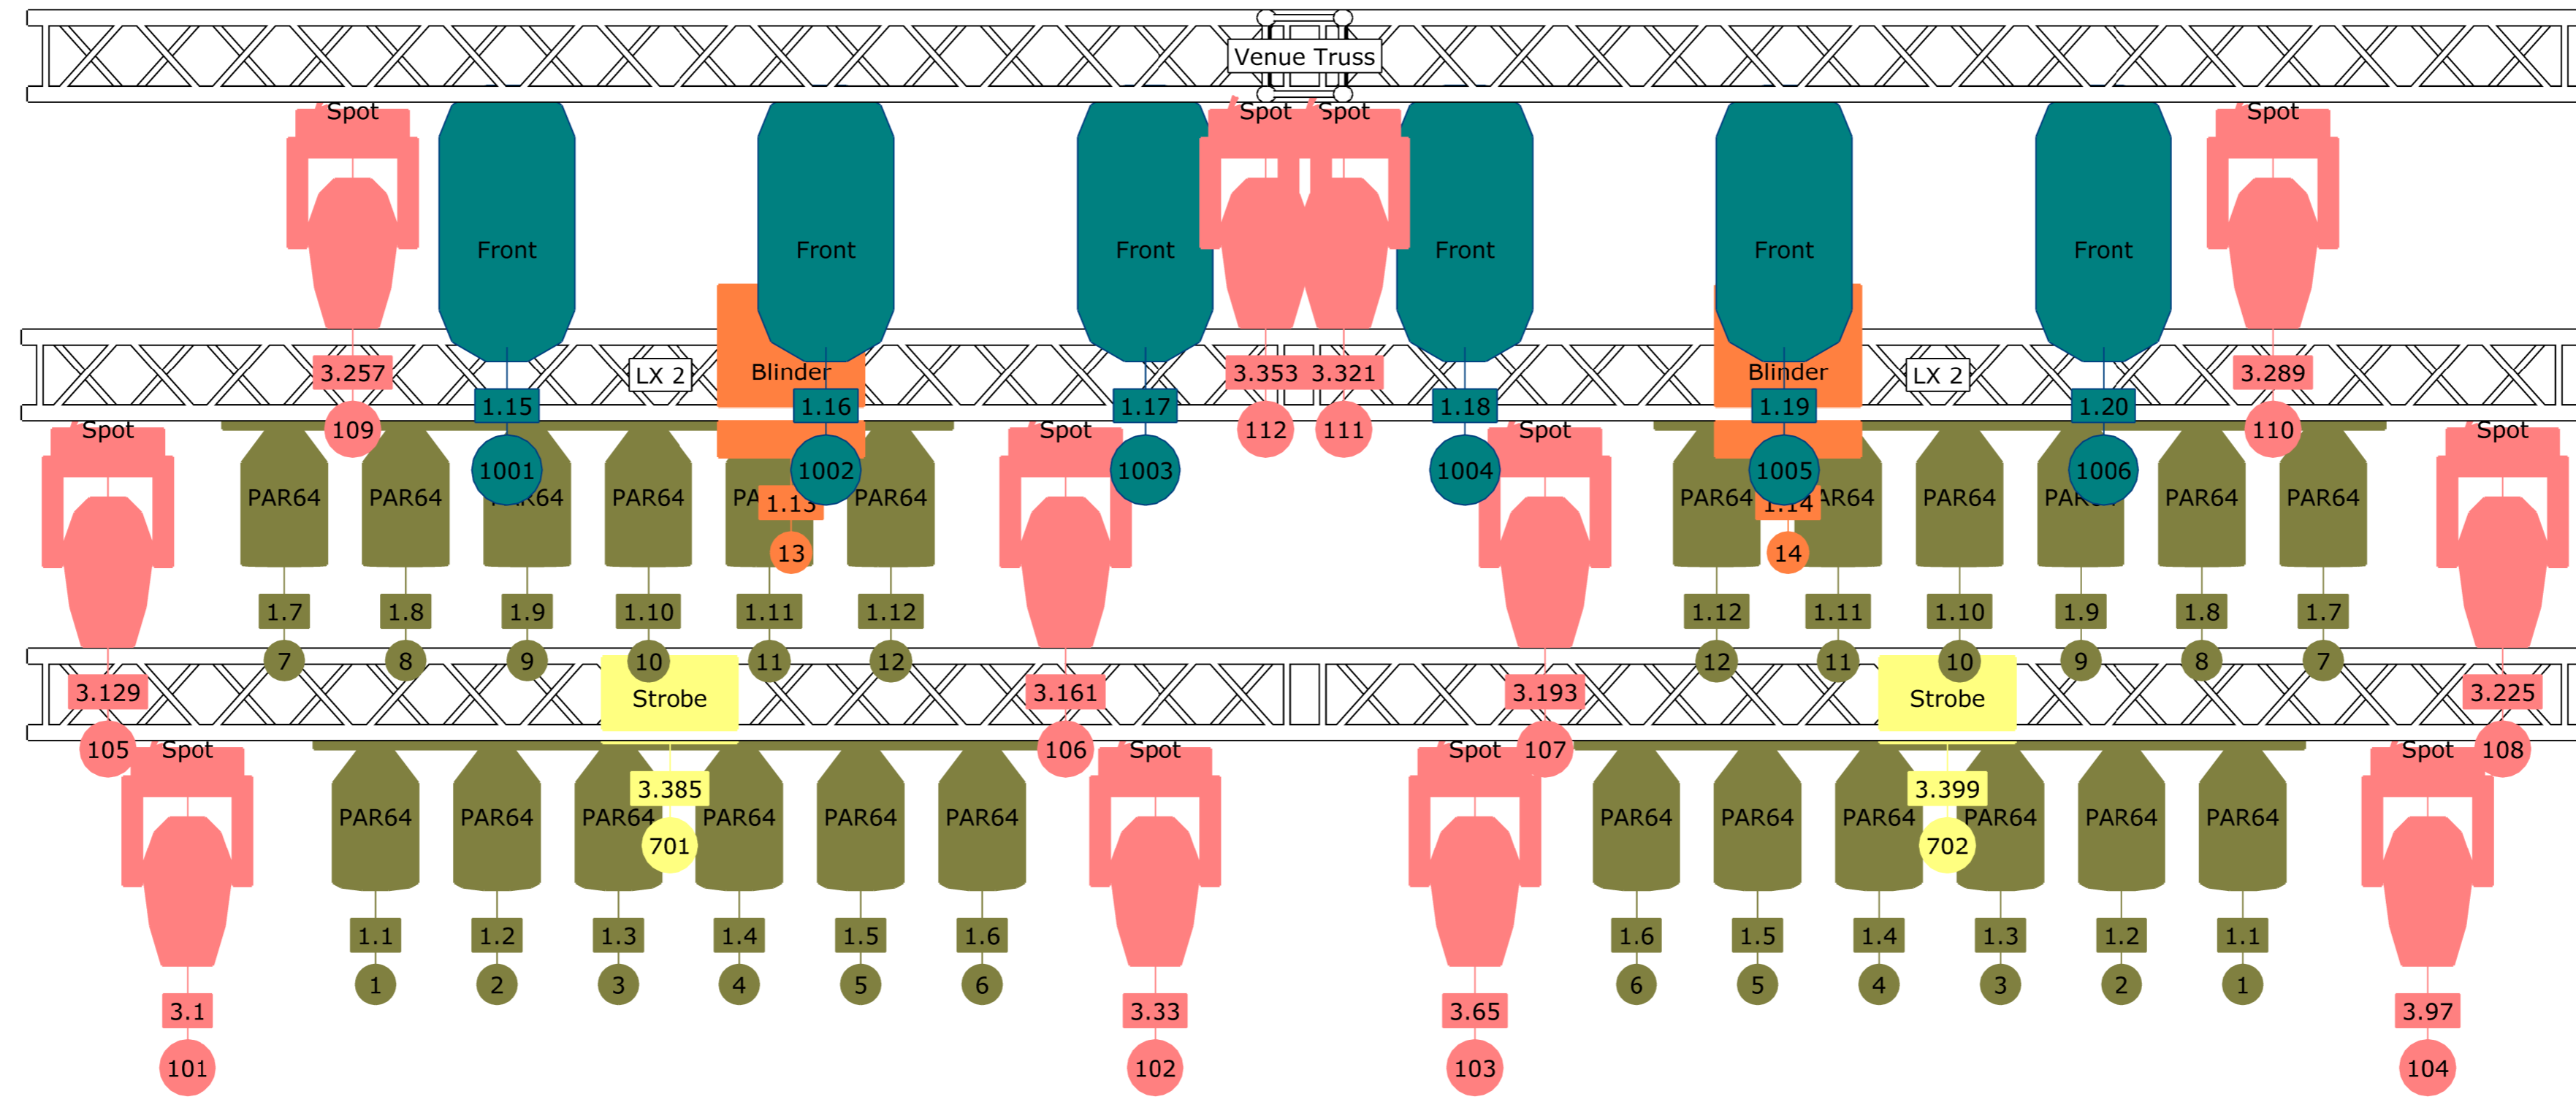 Venue Truss
Spot Spot Spot Spot
Front Front Front Front Front Front
3.257 LX 2 Blinder 3.353 3.321 Blinder LX 2 3.289
1.15 1.16 1.17 1.18 1.19 1.20
109 112 111 110
Spot Spot Spot Spot
1001 1002 1003 1004 1005 1006
PAR64 PAR64 R64 PAR64 PA PAR64 PAR64 AR64 PAR64 PAR64 PAR64
1.13 1.14
13 14
1.7 1.8 1.9 1.10 1.11 1.12 1.12 1.11 1.10 1.9 1.8 1.7
7 8 9 10 11 12 12 11 10 9 8 7
3.129 Strobe 3.161 3.193 Strobe 3.225
105 106 107 108
Spot Spot Spot Spot
3.385 3.399
PAR64 PAR64 PAR64 PAR64 PAR64 PAR64 PAR64 PAR64 PAR64 PAR64 PAR64 PAR64
701 702
1.1 1.2 1.3 1.4 1.5 1.6 1.6 1.5 1.4 1.3 1.2 1.1
1 2 3 4 5 6 6 5 4 3 2 1
3.1 3.33 3.65 3.97
101 102 103 104